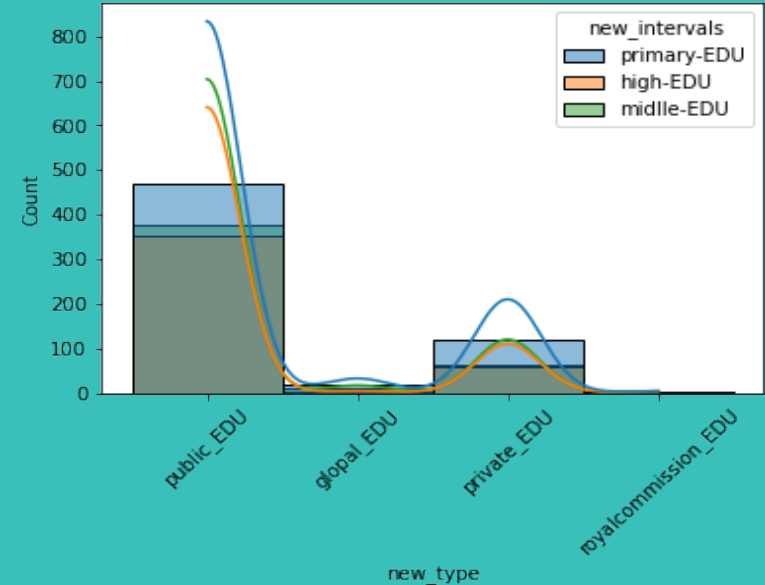 new_intervals
primary-EDU
high-EDU
midlle-EDU
Count
800
700
600
500
400
300
200
100
0
public_EDU
glopal_EDU
private_EDU
royalcommission_EDU
new_type